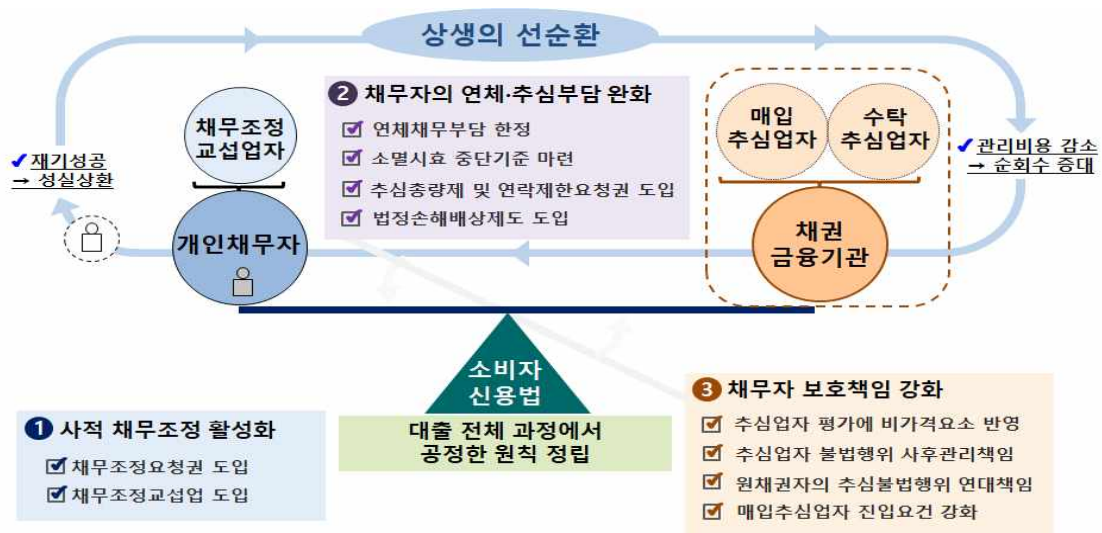 상생의 선순환
❷ 채무자의 연체·추심부담 완화
연체채무부담 한정
소멸시효 중단기준 마련
추심총량제 및 연락제한요청권 도입
법정손해배상제도 도입
채무조정
교섭업자
개인채무자
✔재기성공
→ 성실상환
매입
추심업자
수탁
추심업자
채권
금융기관
✔관리비용 감소
→ 순회수 증대
소비자
신용법
대출 전체 과정에서
공정한 원칙 정립
❶ 사적 채무조정 활성화
채무조정요청권 도입
채무조정교섭업 도입
❸ 채무자 보호책임 강화
추심업자 평가에 비가격요소 반영
추심업자 불법행위 사후관리책임
원채권자의 추심불법행위 연대책임
매입추심업자 진입요건 강화